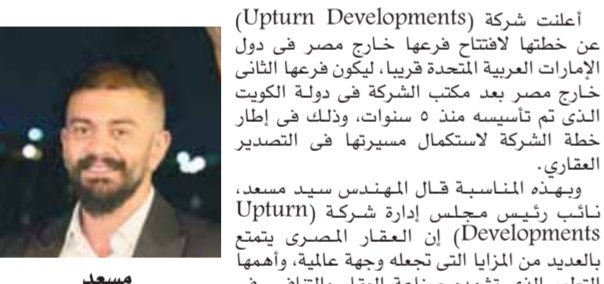 أعلنت شركة (Upturn Developments)
عن خطتها لافتتاح فرعها خارج مصر فى دول
الإمارات العربية المتحدة قريبا، ليكون فرعها الثانى
خارج مصر بعد مكتب الشركة فى دولة الكويت
الذى تم تأسيسه منذ ٥ سنوات، وذلك فى إطار
خطة الشركة لاستكمال مسيرتها فى التصدير
العقاري.
وبهذه المناسبة قال المهندس سيد مسعد،
نائب رئيس مجلس إدارة شركة (Upturn
Developments) إن العقار المصرى يتمتع
بالعديد من المزايا التى تجعله وجهة عالمية، وأهمها
مسعد